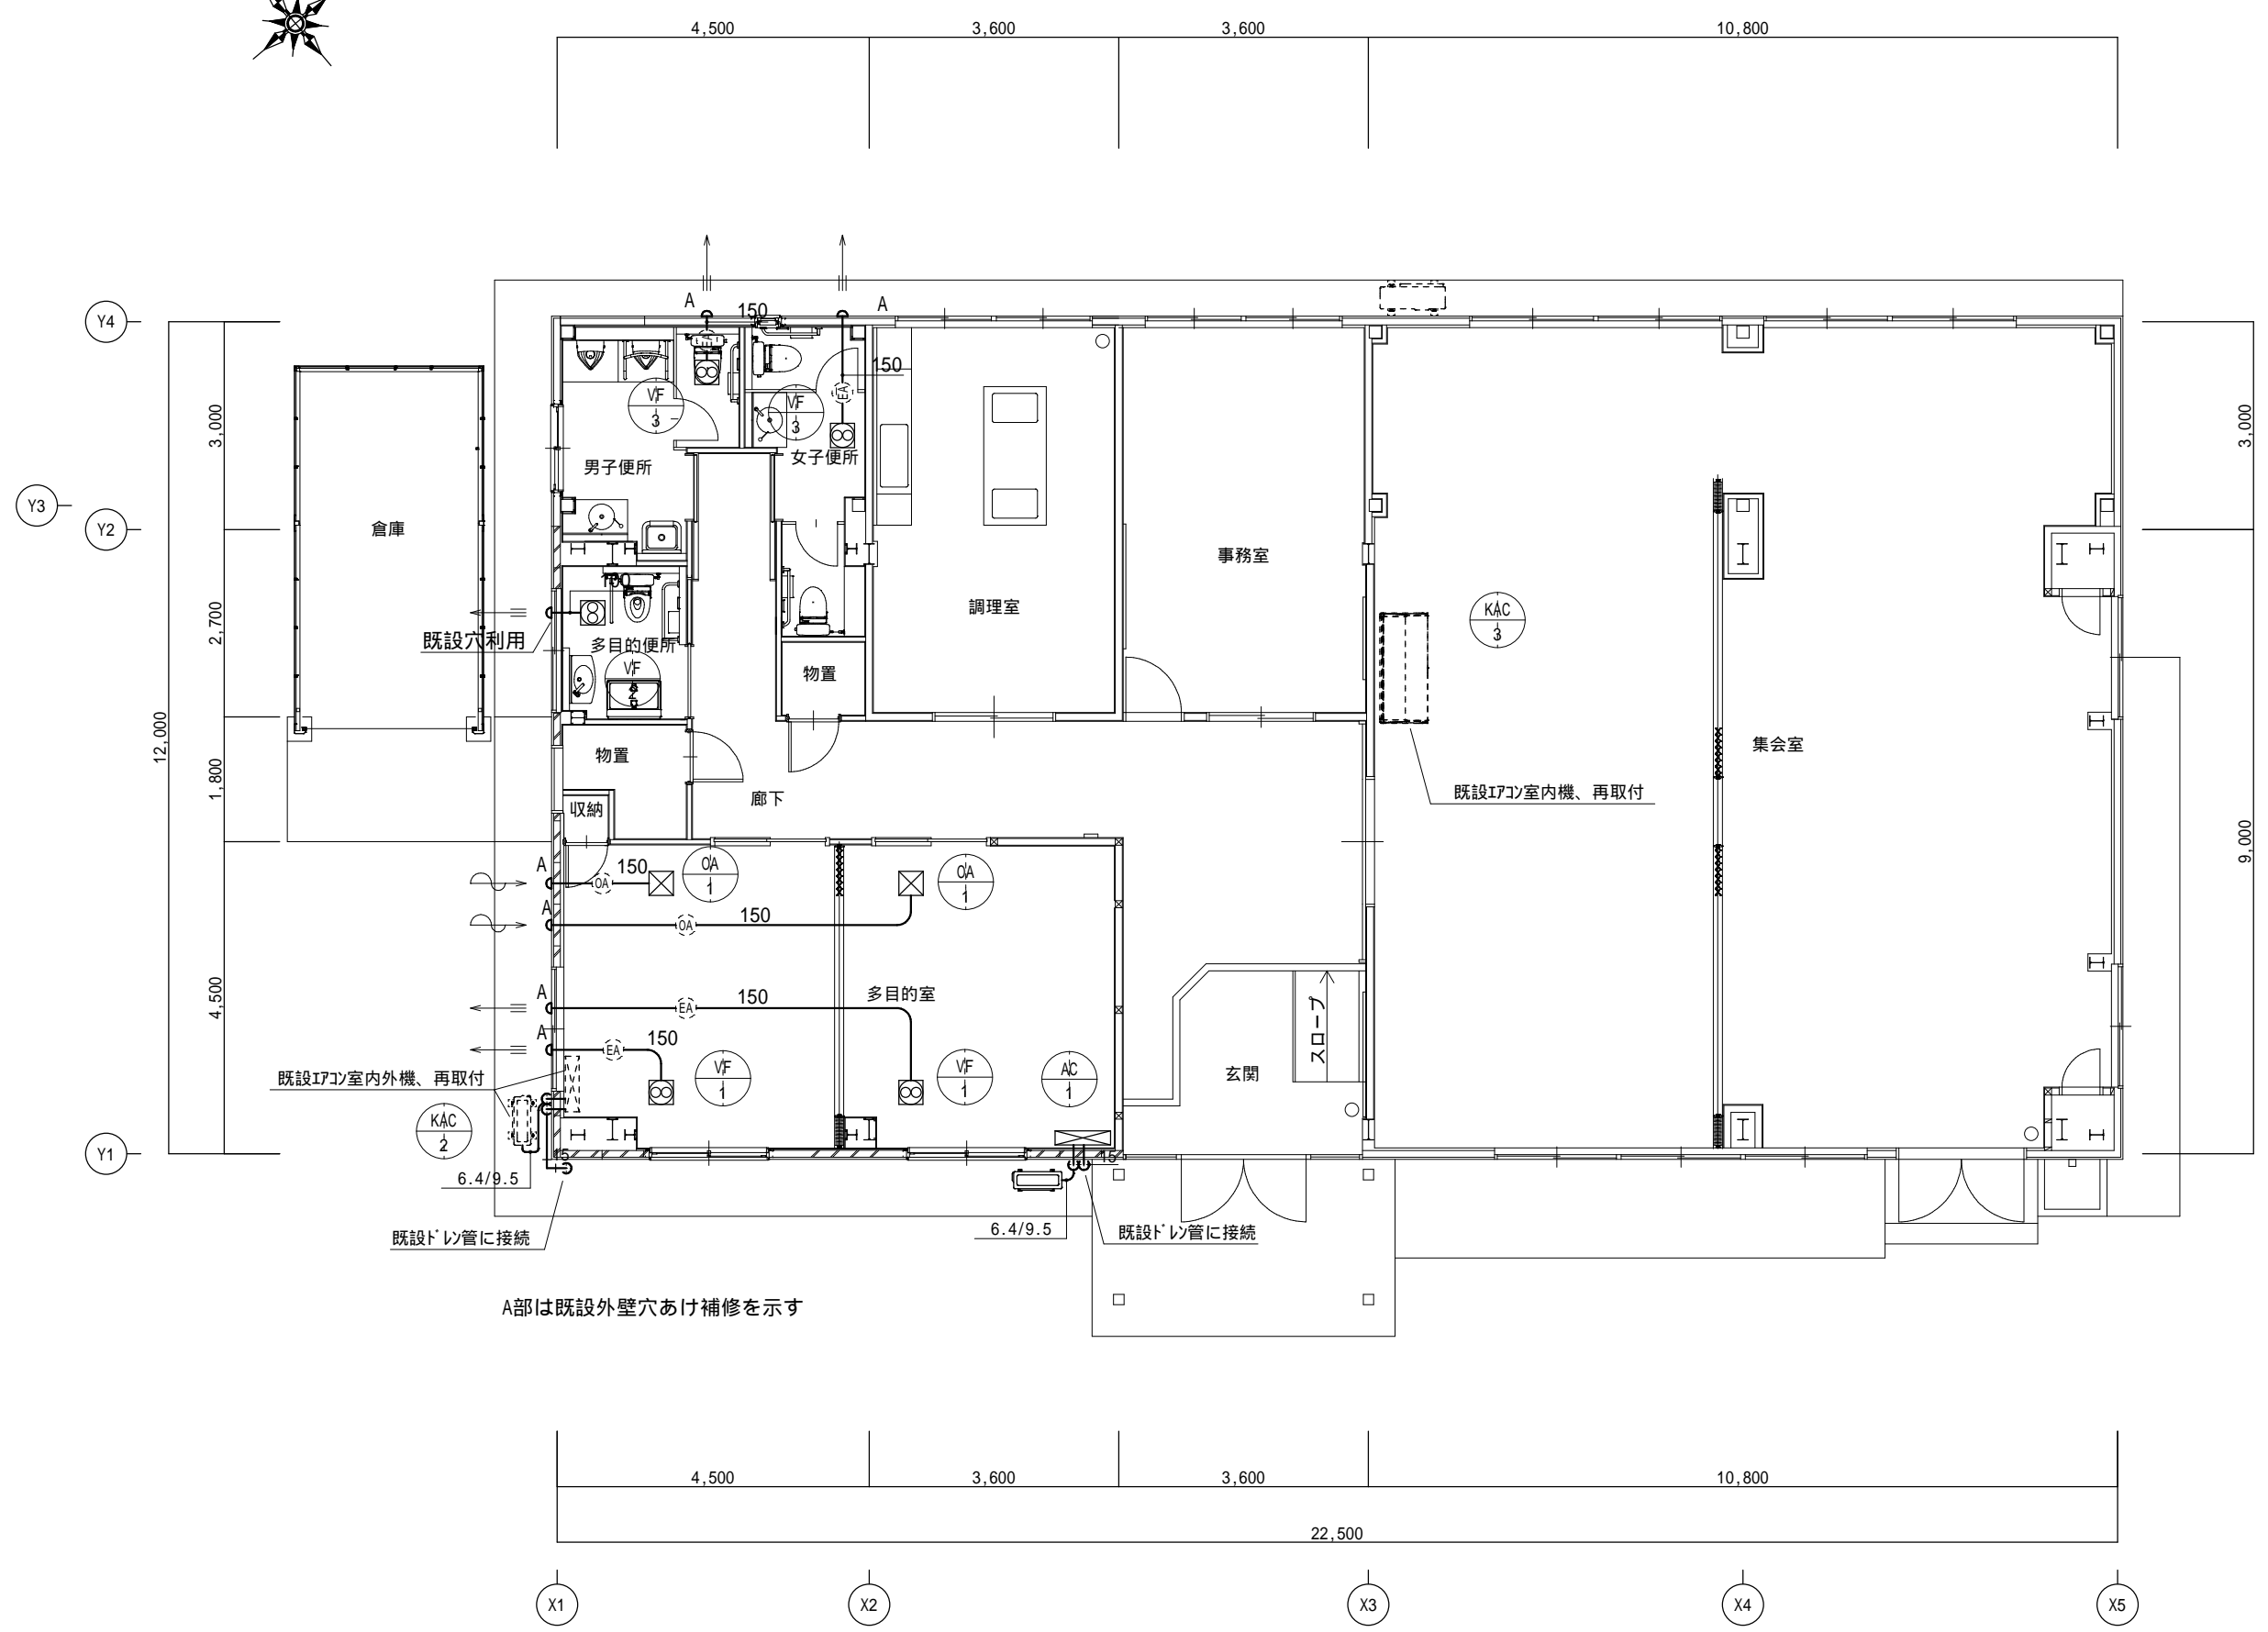 4,500
3,600
3,600
10,800
Y4
Y3
Y2
Y1
3,000
2,700
1,800
4,500
12,000
3,000
9,000
A
150
A
150
EA
VF
3
VF
3
男子便所
女子便所
倉庫
事務室
調理室
KAC
3
既設穴利用
多目的便所
VF
2
物置
物置
集会室
既設ｴｱｺﾝ室内機、再取付
収納
廊下
A
150
OA
OA
1
OA
1
A
150
OA
A
150
EA
多目的室
A
150
EA
スロープ
玄関
VF
1
VF
1
AC
1
既設ｴｱｺﾝ室内外機、再取付
KAC
2
15
15
6.4/9.5
6.4/9.5
既設ﾄﾞﾚﾝ管に接続
既設ﾄﾞﾚﾝ管に接続
A部は既設外壁穴あけ補修を示す
4,500
3,600
3,600
10,800
22,500
X1
X2
X3
X4
X5